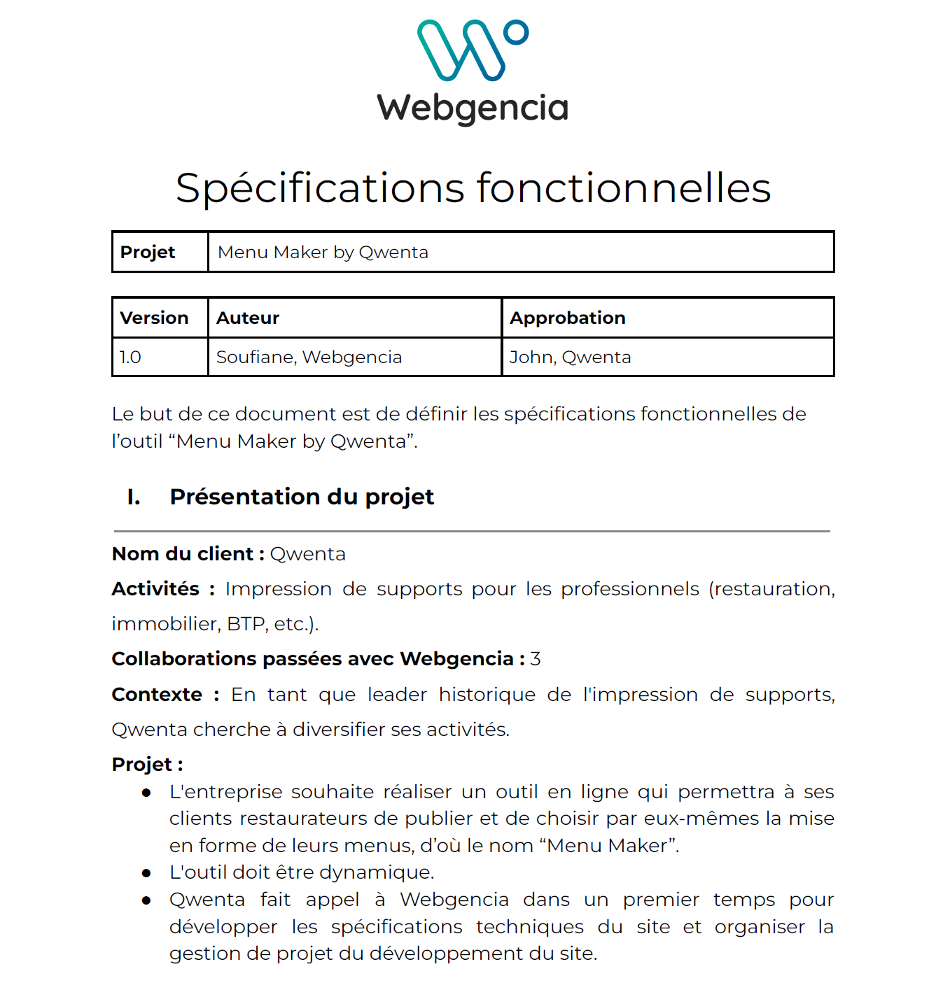 Webgencia
Spécifications fonctionnelles
Projet Menu Maker by Qwenta
Version Auteur Approbation
1.0 Soufiane, Webgencia John, Qwenta
Le but de ce document est de définir les spécifications fonctionnelles de
l’outil “Menu Maker by Qwenta”.
I. Présentation du projet
Nom du client : Qwenta
Activités : Impression de supports pour les professionnels (restauration,
immobilier, BTP, etc.).
Collaborations passées avec Webgencia : 3
Contexte : En tant que leader historique de l'impression de supports,
Qwenta cherche à diversifier ses activités.
Projet :
● L'entreprise souhaite réaliser un outil en ligne qui permettra à ses
clients restaurateurs de publier et de choisir par eux-mêmes la mise
en forme de leurs menus, d’où le nom “Menu Maker”.
● L'outil doit être dynamique.
● Qwenta fait appel à Webgencia dans un premier temps pour
développer les spécifications techniques du site et organiser la
gestion de projet du développement du site.